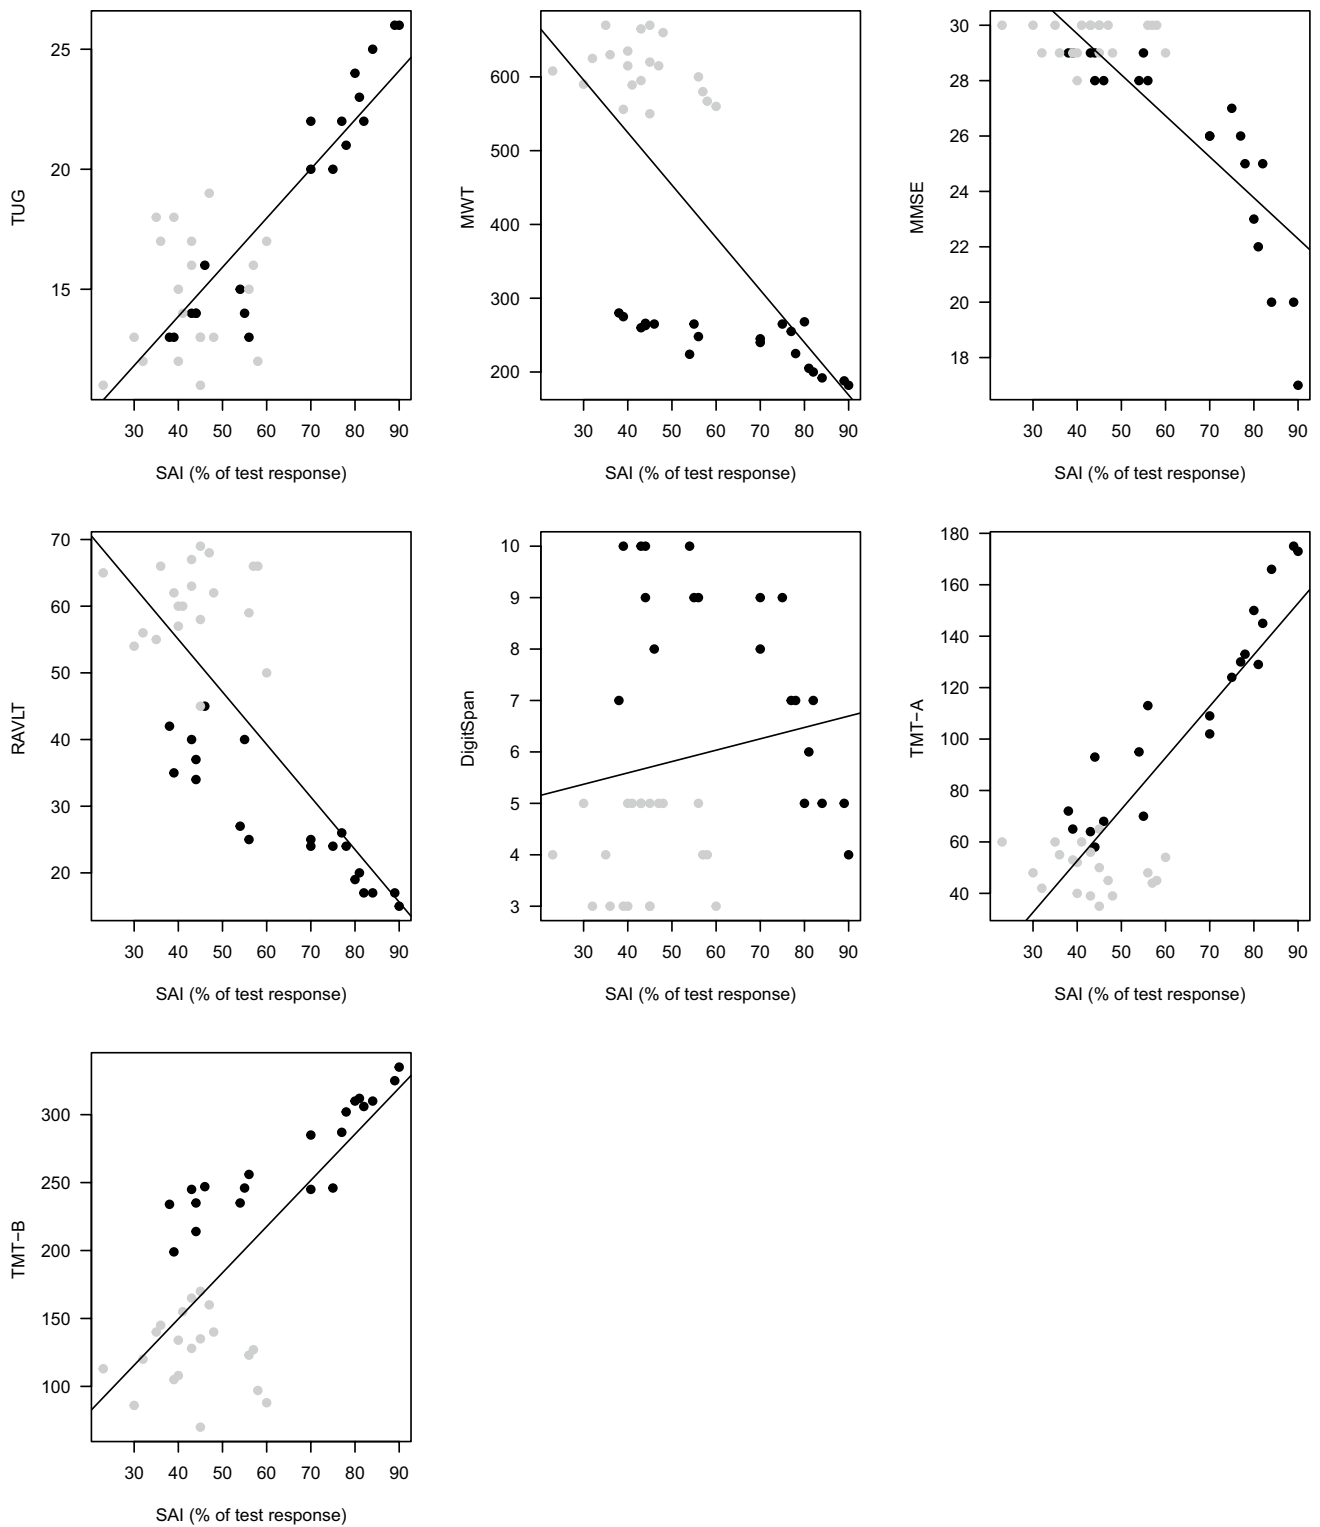 TUG
25
20
15
30 40 50 60 70 80 90
SAI (% of test response)
MWT
600
500
400
300
200
30 40 50 60 70 80 90
SAI (% of test response)
MMSE
30
28
26
24
22
20
18
30 40 50 60 70 80 90
SAI (% of test response)
RAVLT
70
60
50
40
30
20
30 40 50 60 70 80 90
SAI (% of test response)
DigitSpan
10
9
8
7
6
5
4
3
30 40 50 60 70 80 90
SAI (% of test response)
TMT−A
180
160
140
120
100
80
60
40
30 40 50 60 70 80 90
SAI (% of test response)
TMT−B
300
250
200
150
100
30 40 50 60 70 80 90
SAI (% of test response)